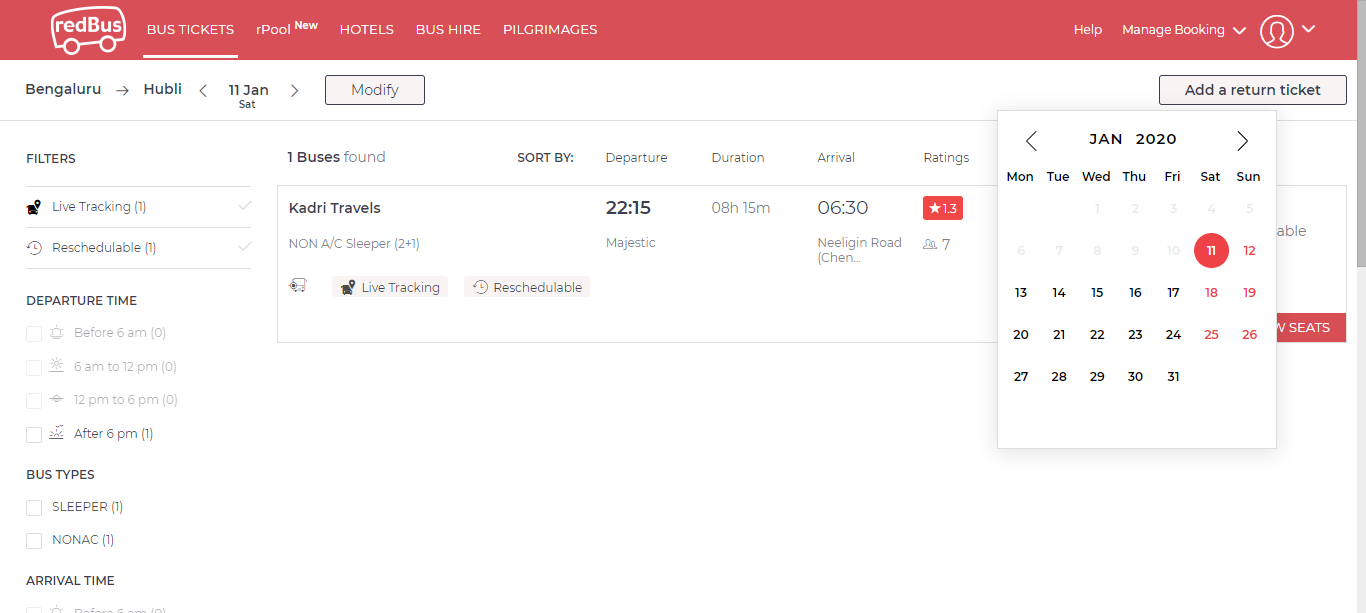 redBus
BUS TICKETS rPool New HOTELS BUS HIRE PILGRIMAGES Help Manage Booking
Bengaluru → Hubli < 11 Jan > Modify Add a return ticket
Sat
FILTERS
Live Tracking (1)
Reschedulable (1)
DEPARTURE TIME
Before 6 am (0)
6 am to 12 pm (0)
12 pm to 6 pm (0)
After 6 pm (1)
BUS TYPES
SLEEPER (1)
NONAC (1)
ARRIVAL TIME
Before 6 am (0)
1 Buses found SORT BY: Departure Duration Arrival Ratings
Kadri Travels 22:15 08h 15m 06:30 ★1.3
NON A/C Sleeper (2+1) Majestic Neeligin Road 7
(Chen...
Live Tracking Reschedulable
able
W SEATS
JAN 2020
Mon Tue Wed Thu Fri Sat Sun
1 2 3 4 5
6 7 8 9 10 11 12
13 14 15 16 17 18 19
20 21 22 23 24 25 26
27 28 29 30 31